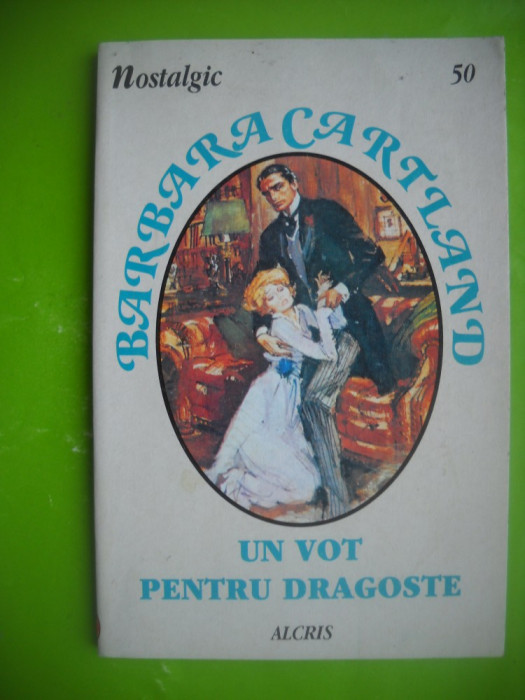 nostalgic 50
BARBARA CARTLAND
UN VOT
PENTRU DRAGOSTE
ALCRIS